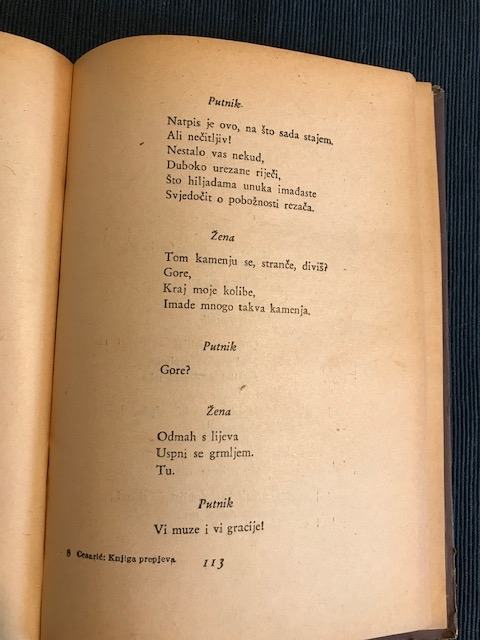 Putnik
Natpis je ovo, na što sada stajem.
Ali nečitljiv!
Nestalo vas nekud,
Duboko urezane riječi,
Što hiljadama unuka imađaste
Svjedočit o pobožnosti rezača.
Žena
Tom kamenju se, stranče, diviš?
Gore,
Kraj moje kolibe,
Imade mnogo takva kamenja.
Putnik
Gore?
Žena
Odmah s lijeva
Uspni se grmljem.
Tu.
Putnik
Vi muze i vi gracije!
8 Cesarić: Knjiga prepjeva
113